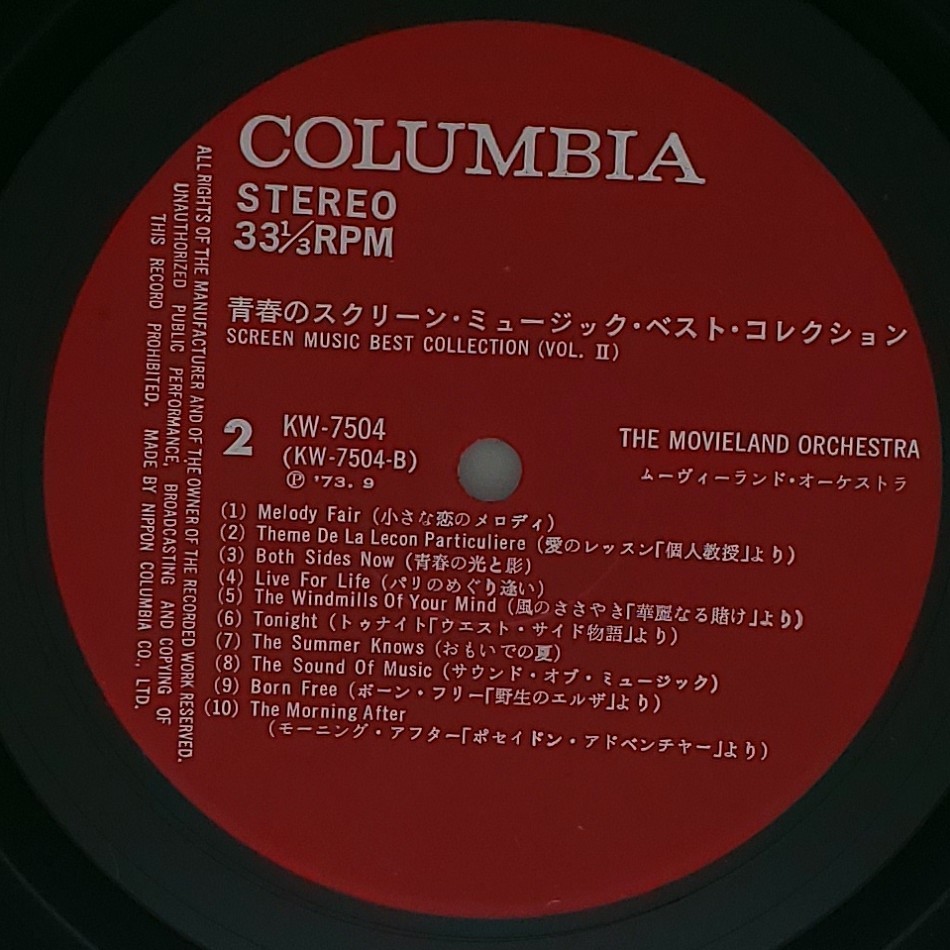 COLUMBIA
STEREO
33⅓RPM
青春のスクリーン・ミュージック・ベスト・コレクション
SCREEN MUSIC BEST COLLECTION (VOL. II)
2
KW-7504
(KW-7504-B)
℗ '73. 9
THE MOVIELAND ORCHESTRA
ムーヴィーランド・オーケストラ
(1) Melody Fair (小さな恋のメロディ)
(2) Theme De La Lecon Particuliere (愛のレッスン「個人教授」より)
(3) Both Sides Now (青春の光と影)
(4) Live For Life (パリのめぐり逢い)
(5) The Windmills Of Your Mind (風のささやき「華麗なる賭け」より)
(6) Tonight (トゥナイト「ウエスト・サイド物語」より)
(7) The Summer Knows (おもいでの夏)
(8) The Sound Of Music (サウンド・オブ・ミュージック)
(9) Born Free (ボーン・フリー「野生のエルザ」より)
(10) The Morning After
(モーニング・アフター「ポセイドン・アドベンチャー」より)
ALL RIGHTS OF THE MANUFACTURER AND OF THE OWNER OF THE RECORDED WORK RESERVED.
UNAUTHORIZED PUBLIC PERFORMANCE, BROADCASTING AND COPYING OF
THIS RECORD PROHIBITED. MADE BY NIPPON COLUMBIA CO., LTD.